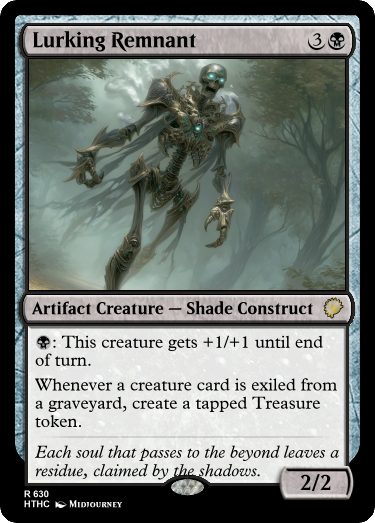 Lurking Remnant 3
Artifact Creature — Shade Construct
: This creature gets +1/+1 until end
of turn.
Whenever a creature card is exiled from
a graveyard, create a tapped Treasure
token.
Each soul that passes to the beyond leaves a
residue, claimed by the shadows.
2/2
R 630
HTHC Midjourney